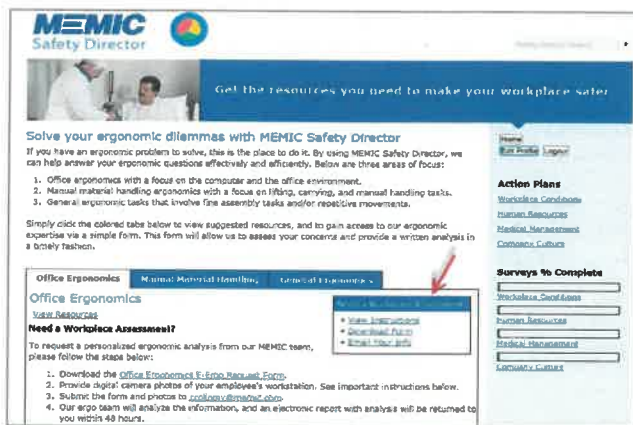 MEMIC
Safety Director
Get the resources you need to make your workplace safer
Solve your ergonomic dilemmas with MEMIC Safety Director
If you have an ergonomic problem to solve, this is the place to do it. By using MEMIC Safety Director, we
can help answer your ergonomic questions effectively and efficiently. Below are three areas of focus:
1. Office ergonomics with a focus on the computer and the office environment.
2. Manual material handling ergonomics with a focus on lifting, carrying, and manual handling tasks.
3. General ergonomic tasks that involve fine assembly tasks and/or repetitive movements.
Simply click the colored tabs below to view suggested resources, and to gain access to our ergonomic
expertise via a simple form. This form will allow us to assess your concerns and provide a written analysis in
a timely fashion.
Office Ergonomics
Manual Material Handling
General Ergonomics
Office Ergonomics
View Resources
Need a Workplace Assessment?
To request a personalized ergonomic analysis from our MEMIC team,
please follow the steps below:
1. Download the Office Ergonomics E-Ergo Request Form.
2. Provide digital camera photos of your employee's workstation. See important instructions below.
3. Submit the form and photos to
4. Our ergo team will analyze the information, and an electronic report with analysis will be returned to
you within 48 hours.
• View Instructions
• Download Form
• Email Your Info
Home
Edit Profile Logout
Action Plans
Workplace Conditions
Human Resources
Medical Management
Company Culture
Surveys % Complete
Workplace Conditions
Human Resources
Medical Management
Company Culture